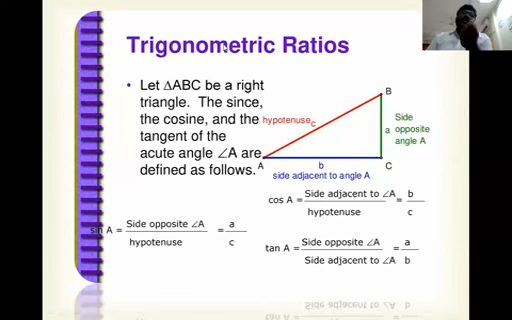 Trigonometric Ratios
• Let ∆ABC be a right
triangle. The since,
the cosine, and the
tangent of the
acute angle ∠A are
defined as follows.
B
hypotenuse c
a
Side
opposite
angle A
A
b
C
side adjacent to angle A
cos A = Side adjacent to ∠A / hypotenuse = b / c
sin A = Side opposite ∠A / hypotenuse = a / c
tan A = Side opposite ∠A / Side adjacent to ∠A = a / b